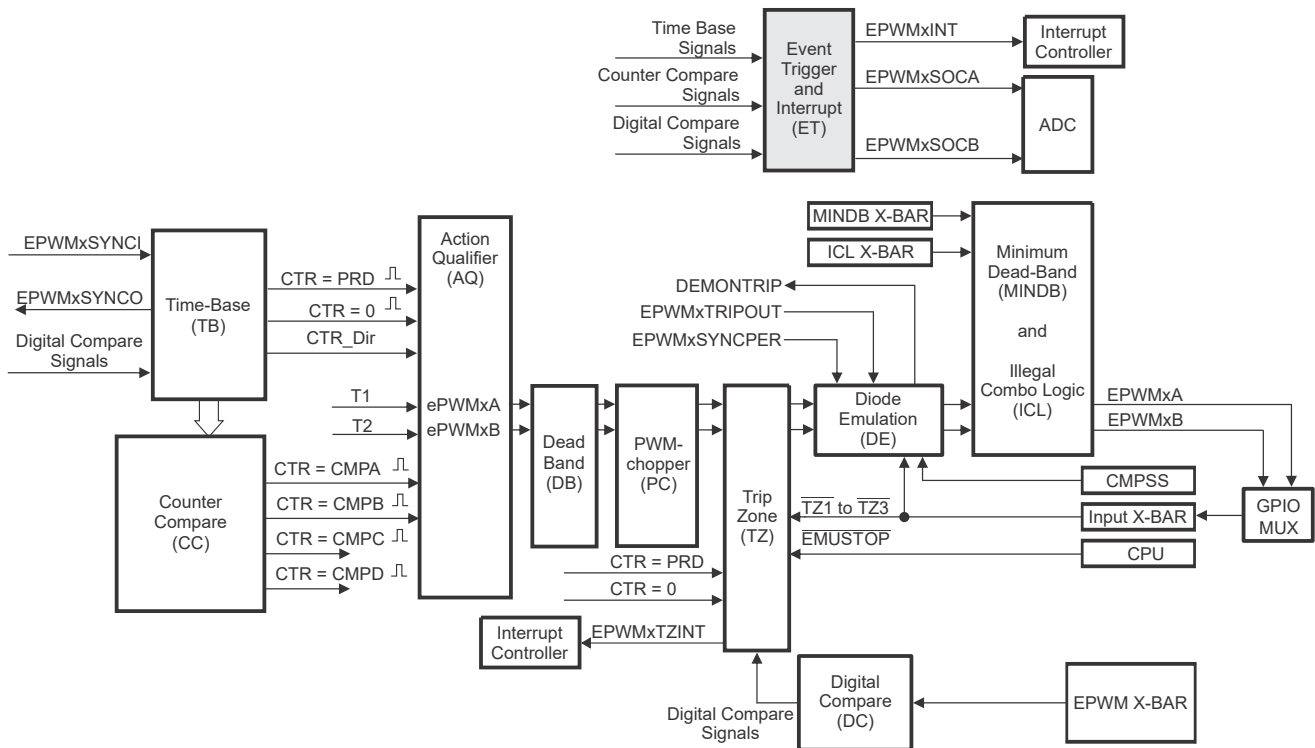 Time Base
Signals
Counter Compare
Signals
Digital Compare
Signals
Event
Trigger
and
Interrupt
(ET)
EPWMxINT
EPWMxSOCA
EPWMxSOCB
Interrupt
Controller
ADC
EPWMxSYNCI
EPWMxSYNCO
Digital Compare
Signals
Time-Base
(TB)
CTR = PRD
CTR = 0
CTR_Dir
T1
T2
Counter
Compare
(CC)
CTR = CMPA
CTR = CMPB
CTR = CMPC
CTR = CMPD
Action
Qualifier
(AQ)
ePWMxA
ePWMxB
Dead
Band
(DB)
PWM-
chopper
(PC)
CTR = PRD
CTR = 0
Interrupt
Controller
EPWMxTZINT
Trip
Zone
(TZ)
DEMONTRIP
EPWMxTRIPOUT
EPWMxSYNCPER
Diode
Emulation
(DE)
MINDB X-BAR
ICL X-BAR
Minimum
Dead-Band
(MINDB)
and
Illegal
Combo Logic
(ICL)
EPWMxA
EPWMxB
TZ1 to TZ3
EMUSTOP
CMPSS
Input X-BAR
CPU
GPIO
MUX
Digital Compare
Signals
Digital
Compare
(DC)
EPWM X-BAR